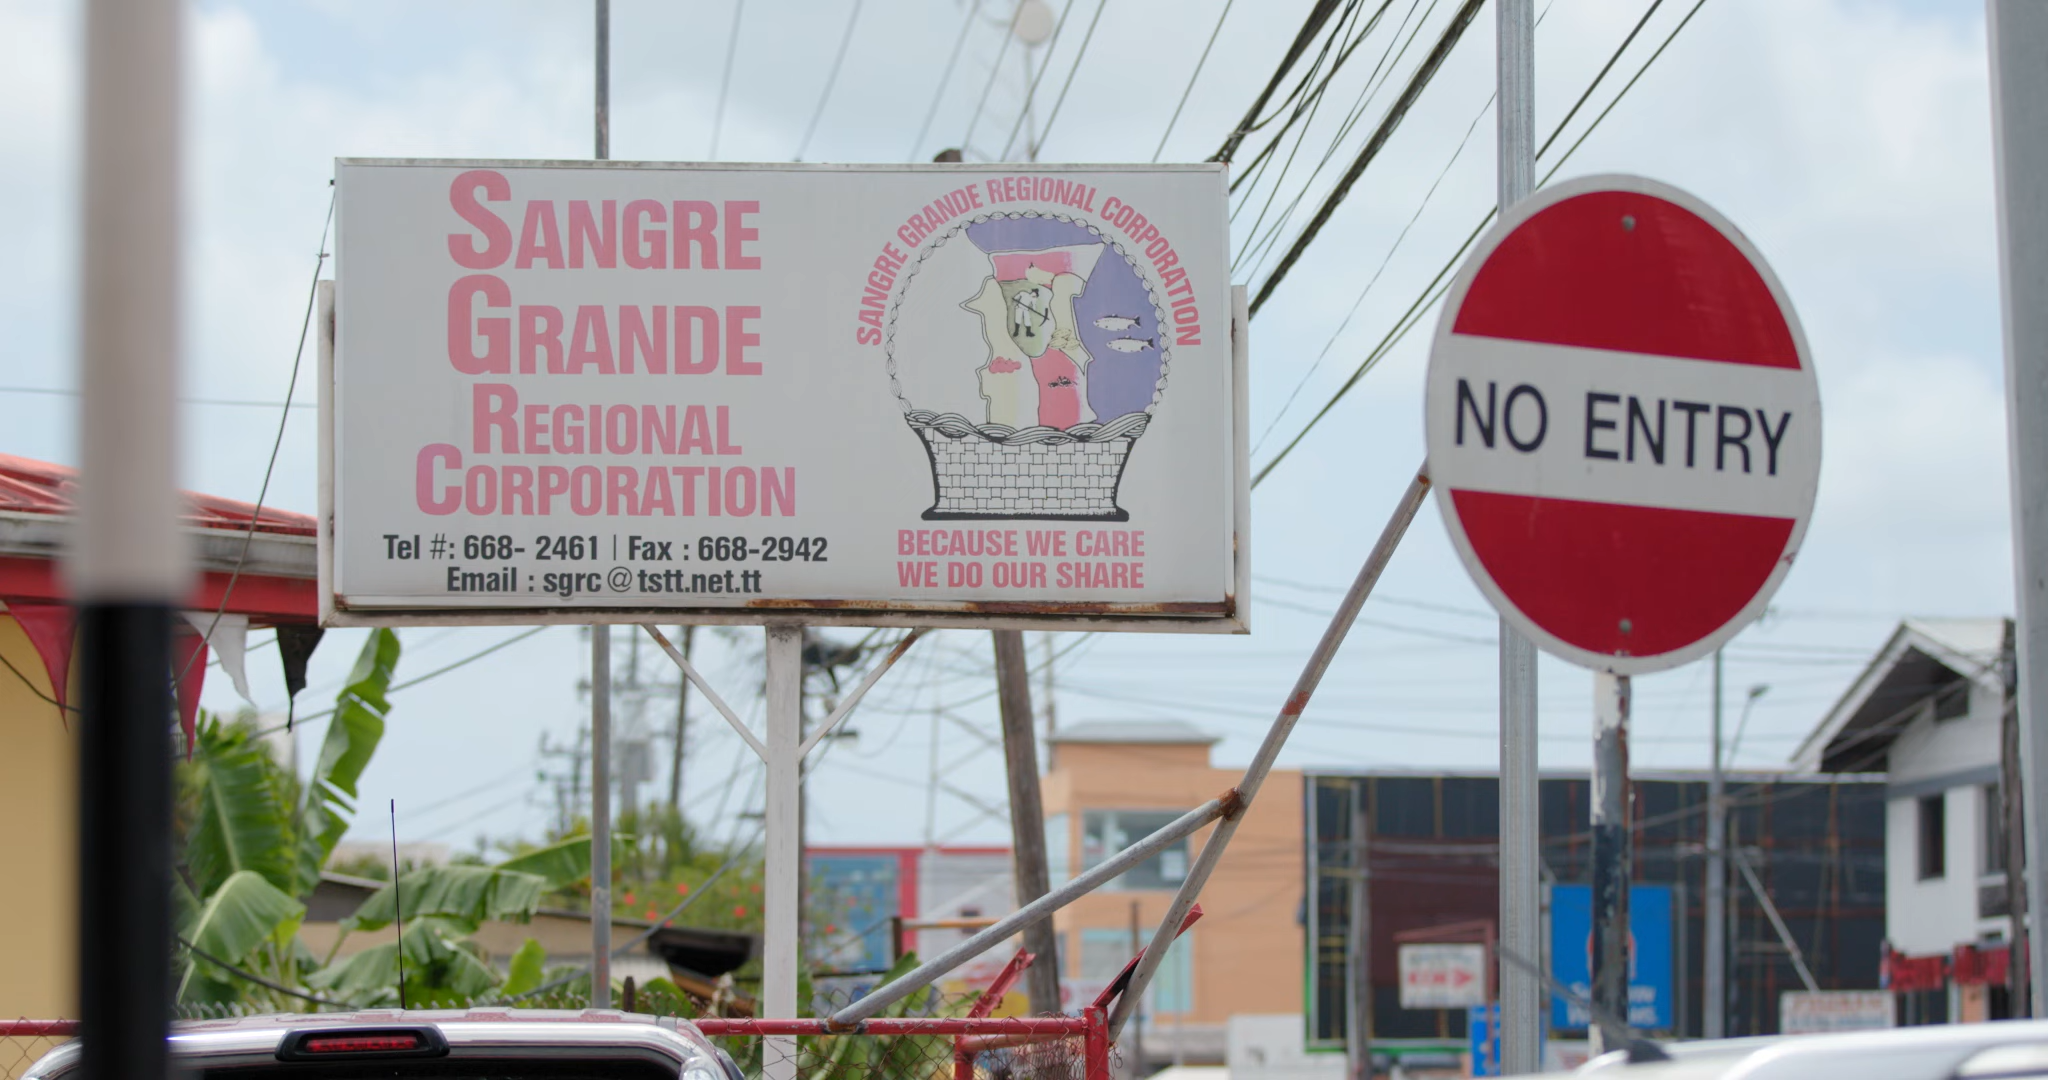 SANGRE
GRANDE
REGIONAL
CORPORATION
Tel #: 668- 2461 | Fax : 668-2942
Email : sgrc@tstt.net.tt
SANGRE GRANDE REGIONAL CORPORATION
BECAUSE WE CARE
WE DO OUR SHARE
NO ENTRY